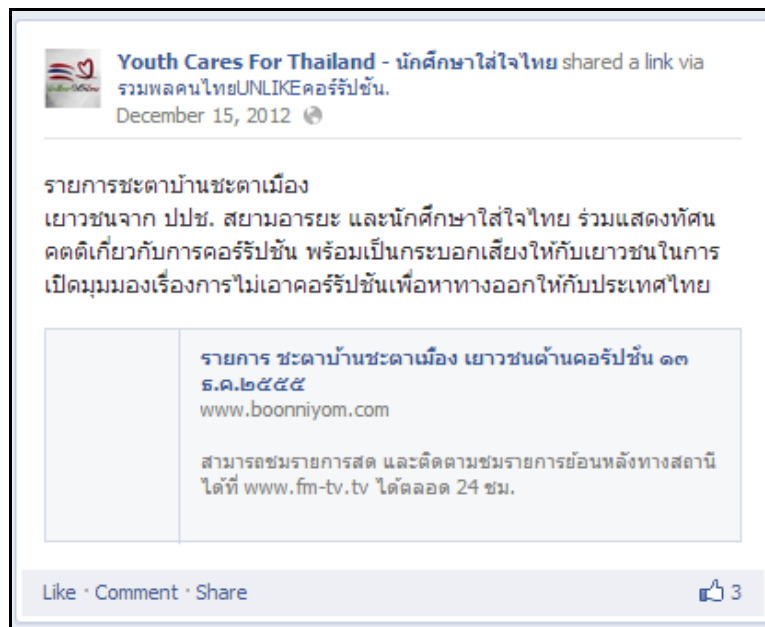 Youth Cares For Thailand - นักศึกษาใส่ใจไทย shared a link via
รวมพลคนไทยUNLIKEคอร์รัปชั่น.
December 15, 2012
รายการชะตาบ้านชะตาเมือง
เยาวชนจาก ปปช. สยามอารยะ และนักศึกษาใส่ใจไทย ร่วมแสดงทัศน
คตติเกี่ยวกับการคอร์รัปชั่น พร้อมเป็นกระบอกเสียงให้กับเยาวชนในการ
เปิดมุมมองเรื่องการไม่เอาคอร์รัปชั่นเพื่อหาทางออกให้กับประเทศไทย
รายการ ชะตาบ้านชะตาเมือง เยาวชนต้านคอรัปชั่น ๑๓
ธ.ค.๒๕๕๕
www.boonniyom.com
สามารถชมรายการสด และติดตามชมรายการย้อนหลังทางสถานี
ได้ที่ www.fm-tv.tv ได้ตลอด 24 ชม.
Like · Comment · Share
3